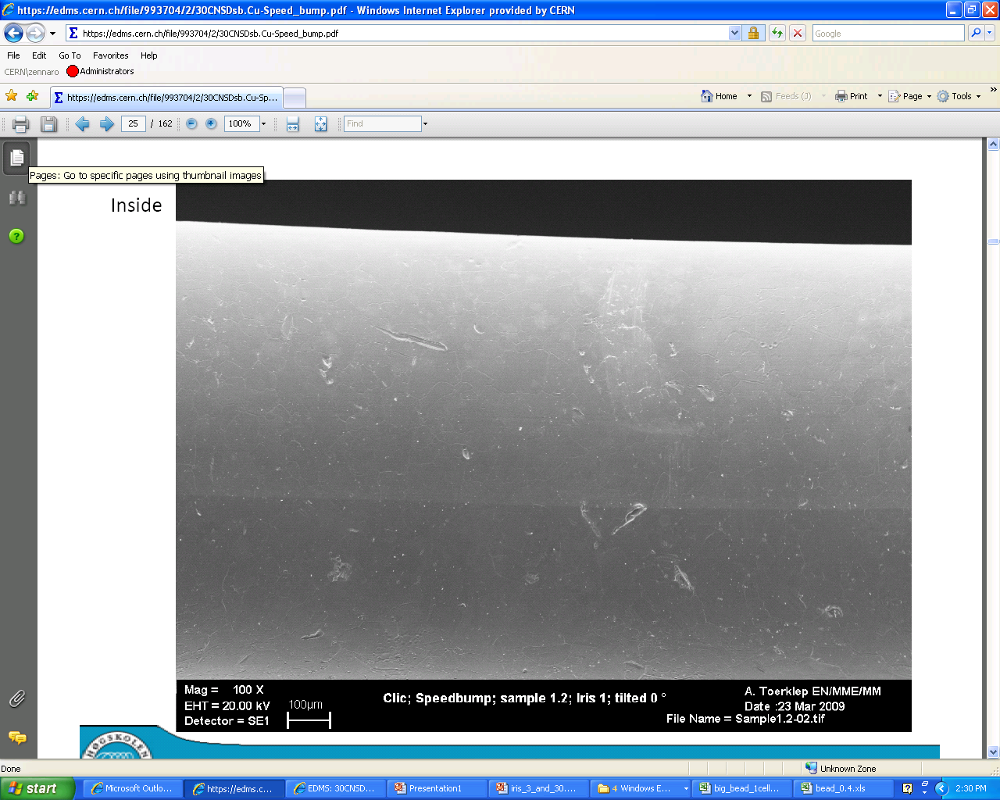 https://edms.cern.ch/file/993704/2/30CNSDsb.Cu-Speed_bump.pdf - Windows Internet Explorer provided by CERN
https://edms.cern.ch/file/993704/2/30CNSDsb.Cu-Speed_bump.pdf
Google
File Edit Go To Favorites Help
CERN\zennaro Administrators
https://edms.cern.ch/file/993704/2/30CNSDsb.Cu-Sp...
Home Feeds (J) Print Page Tools
25 / 162 100% Find
Pages: Go to specific pages using thumbnail images
Inside
Mag = 100 X
EHT = 20.00 kV
Detector = SE1
100µm
Clic; Speedbump; sample 1.2; Iris 1; tilted 0 °
A. Toerklep EN/MME/MM
Date :23 Mar 2009
File Name = Sample1.2-02.tif
HØGSKOLEN
Done Unknown Zone
start Microsoft Outlo... https://edms.c... EDMS: 30CNSD... Presentation1 iris_3_and_30.... 4 Windows E... big_bead_1cell... bead_0.4.xls 2:30 PM